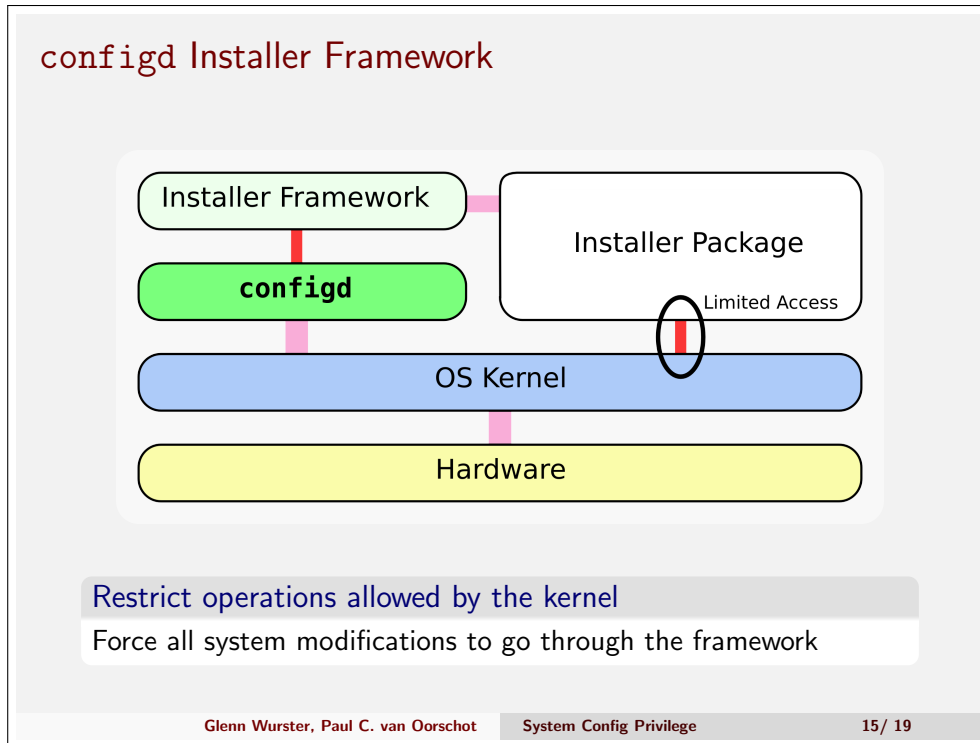 configd Installer Framework
Installer Framework
Installer Package
configd
Limited Access
OS Kernel
Hardware
Restrict operations allowed by the kernel
Force all system modifications to go through the framework
Glenn Wurster, Paul C. van Oorschot System Config Privilege 15/ 19